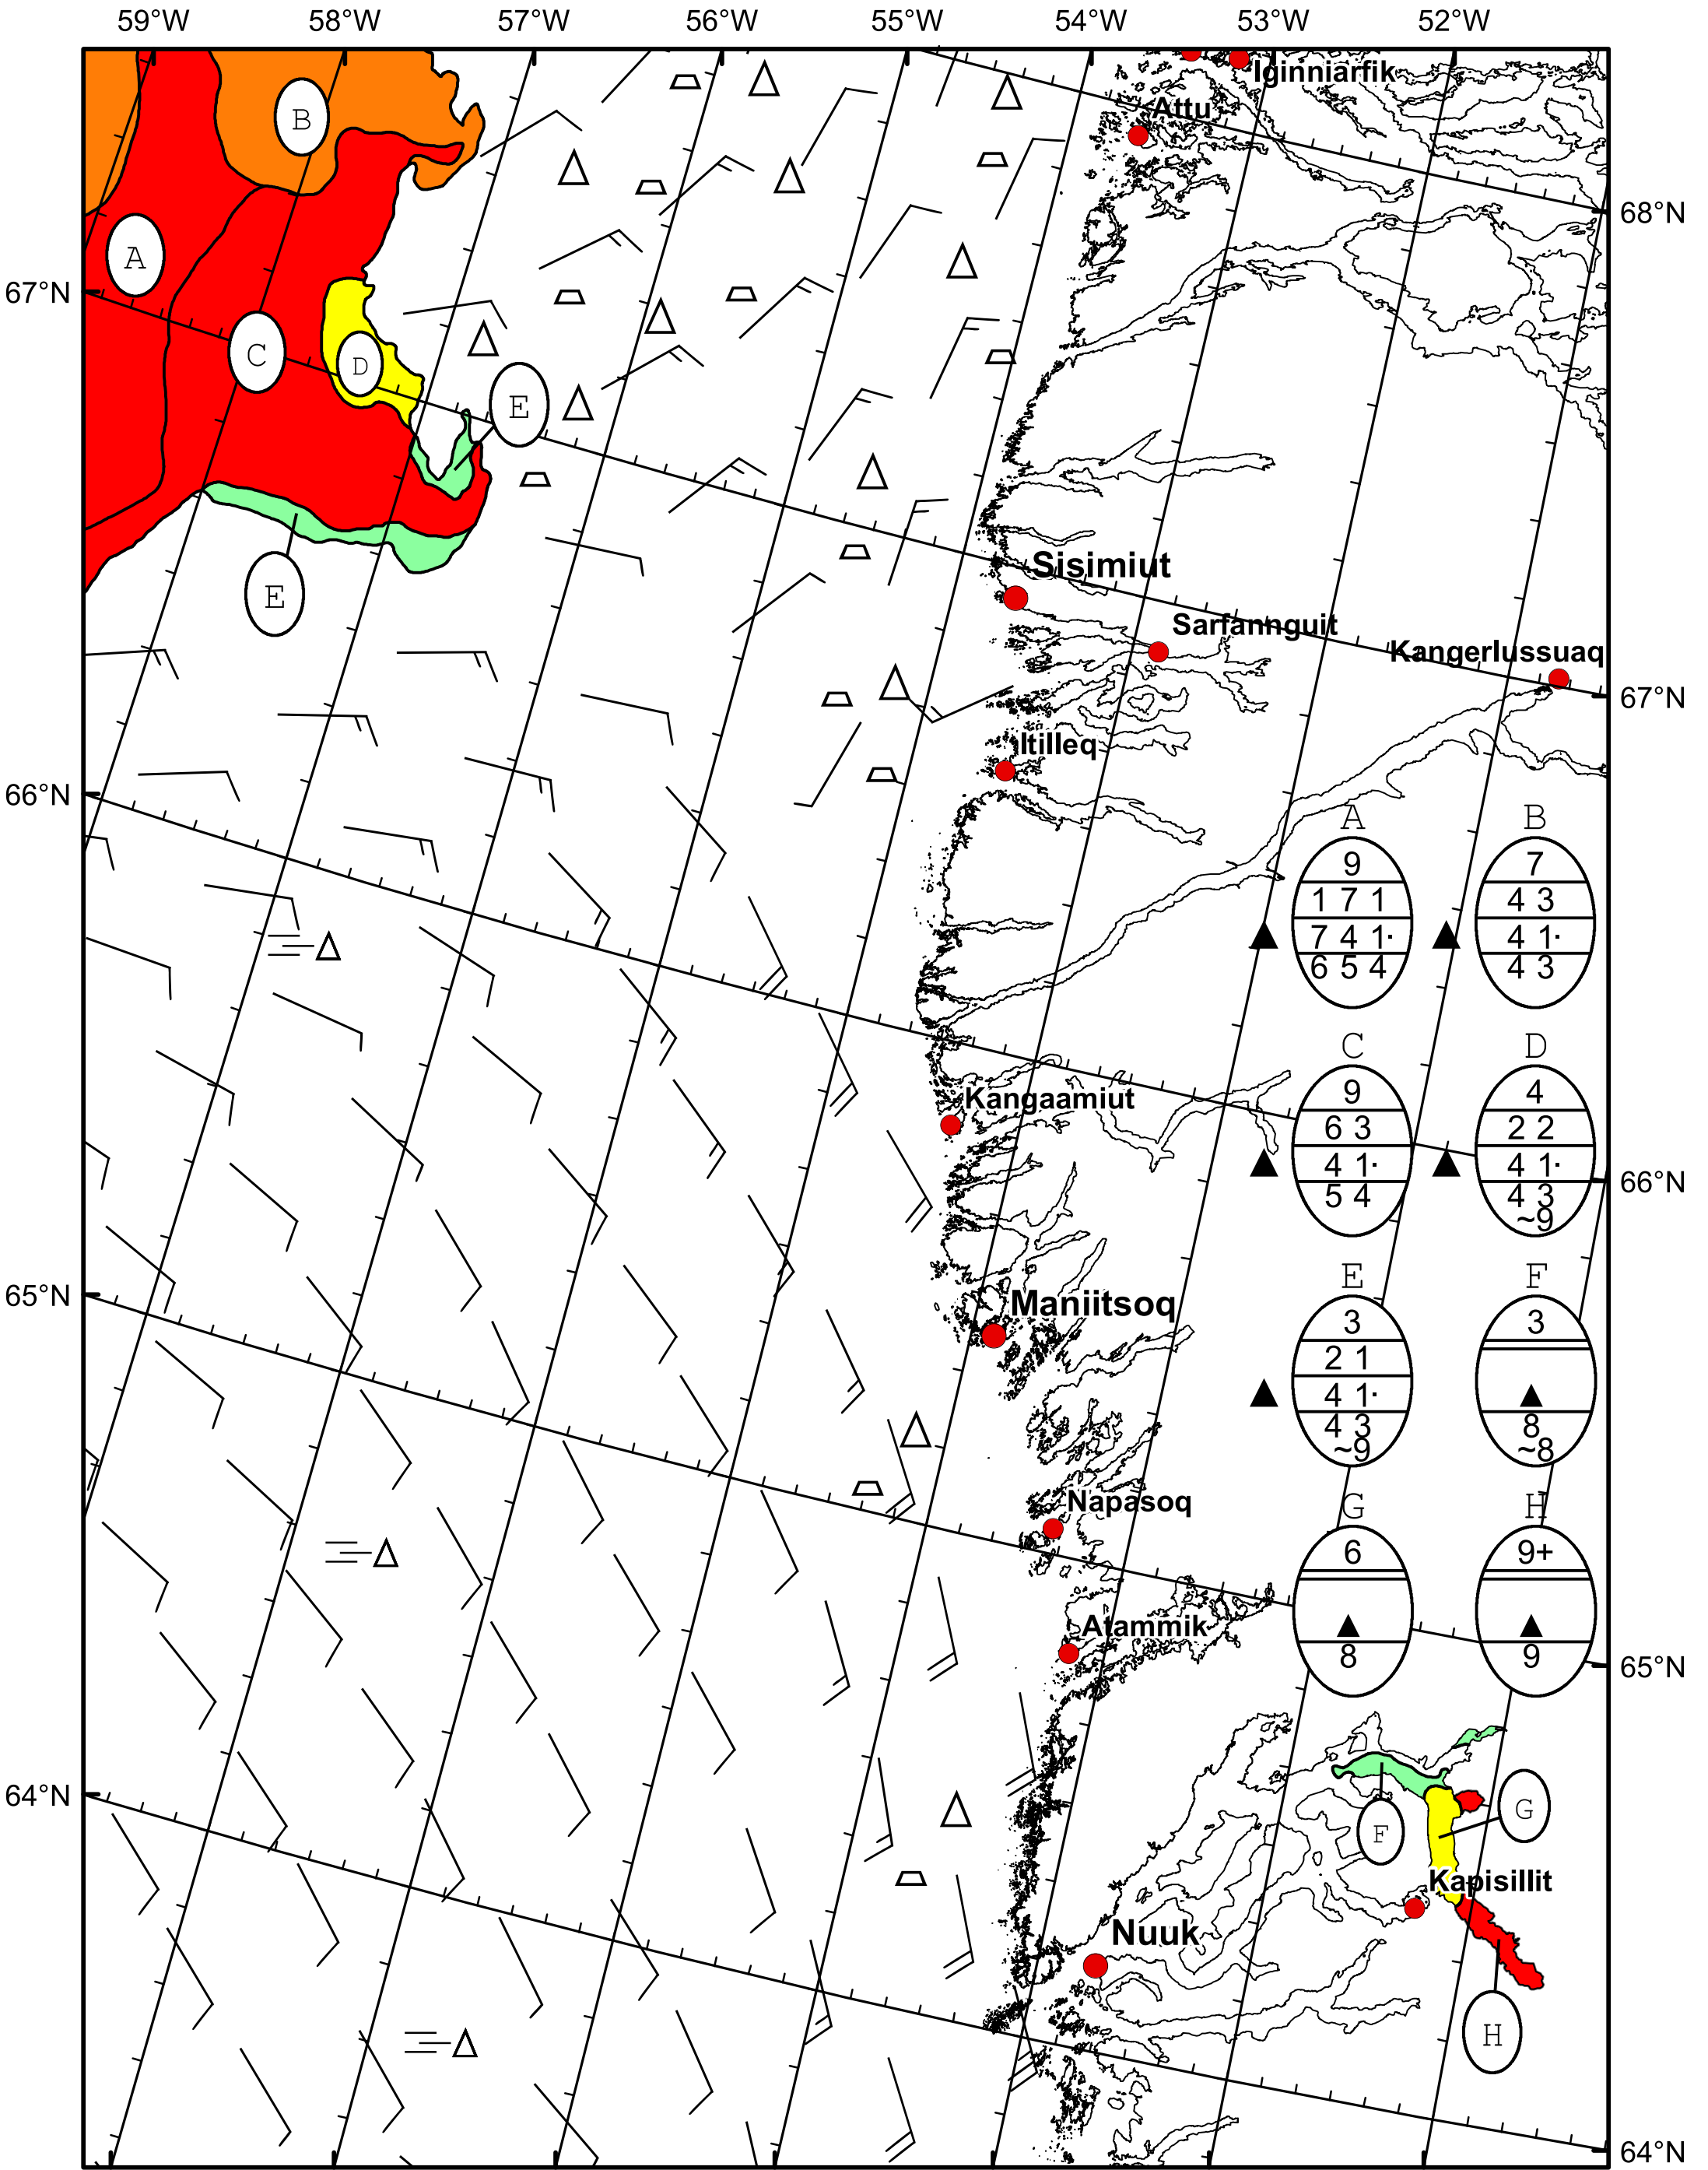 59°W 58°W 57°W 56°W 55°W 54°W 53°W 52°W
Iginniarfik
Attu
B
68°N
A
67°N
C
D
E
Sisimiut
E
Sarfannguit
Kangerlussuaq
67°N
Itilleq
66°N
A B
9 7
1 7 1 4 3
7 4 1· 4 1·
6 5 4 4 3
C D
Kangaamiut
9 4
6 3 2 2
4 1· 4 1·
5 4 4 3
~9
66°N
E F
65°N
Maniitsoq
3 3
2 1
4 1·
4 3 8
~9 ~8
Napasoq
G H
6 9+
Atammik
8 9
65°N
64°N
G
F
Kapisillit
Nuuk
H
64°N